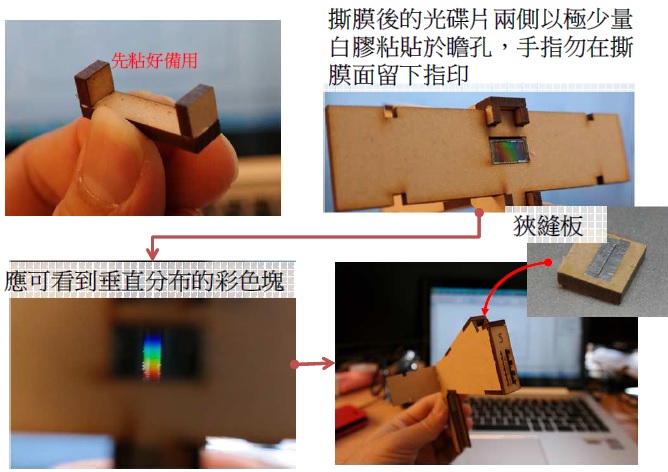 先粘好備用
撕膜後的光碟片兩側以極少量
白膠粘貼於瞻孔，手指勿在撕
膜面留下指印
狹縫板
應可看到垂直分布的彩色塊
5